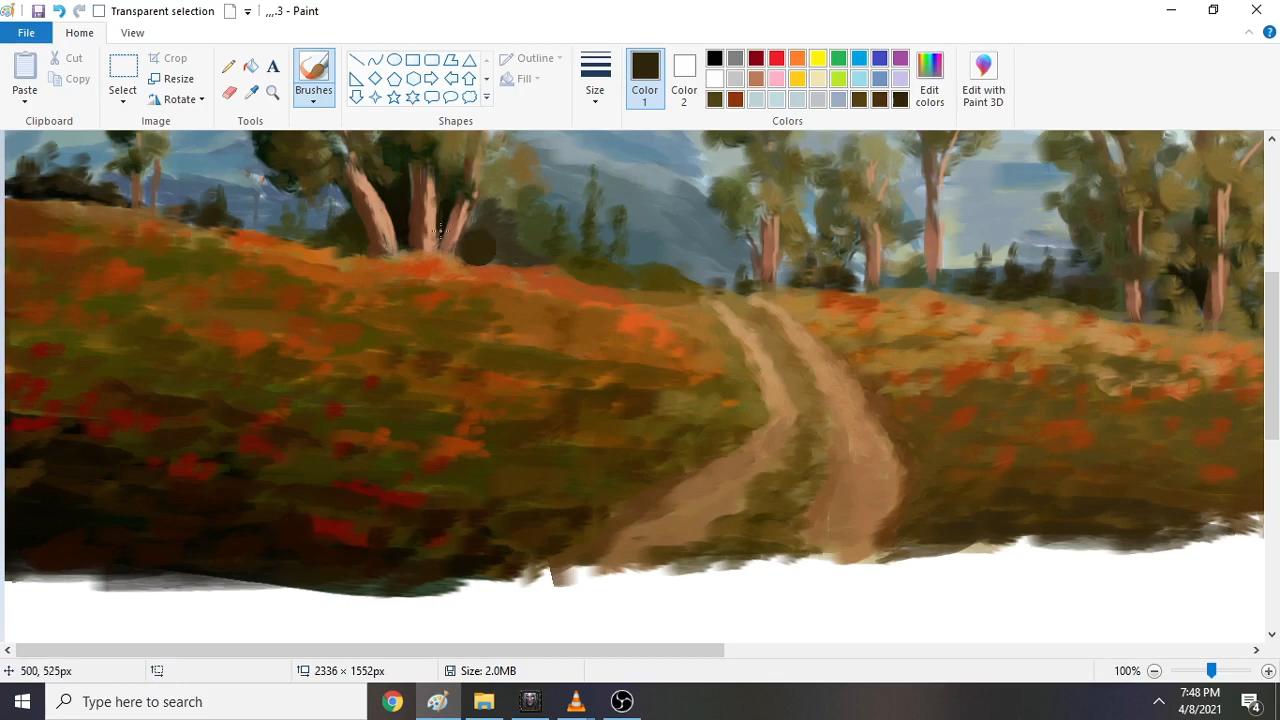 Transparent selection
,,,.3 - Paint
File
Home
View
Paste
Cut
Copy
Clipboard
Select
Crop
Resize
Rotate
Image
A
Tools
Brushes
Outline
Fill
Shapes
Size
Color
1
Color
2
Edit
colors
Edit with
Paint 3D
Colors
500, 525px
2336 × 1552px
Size: 2.0MB
100%
Type here to search
7:48 PM
4/8/2021
4